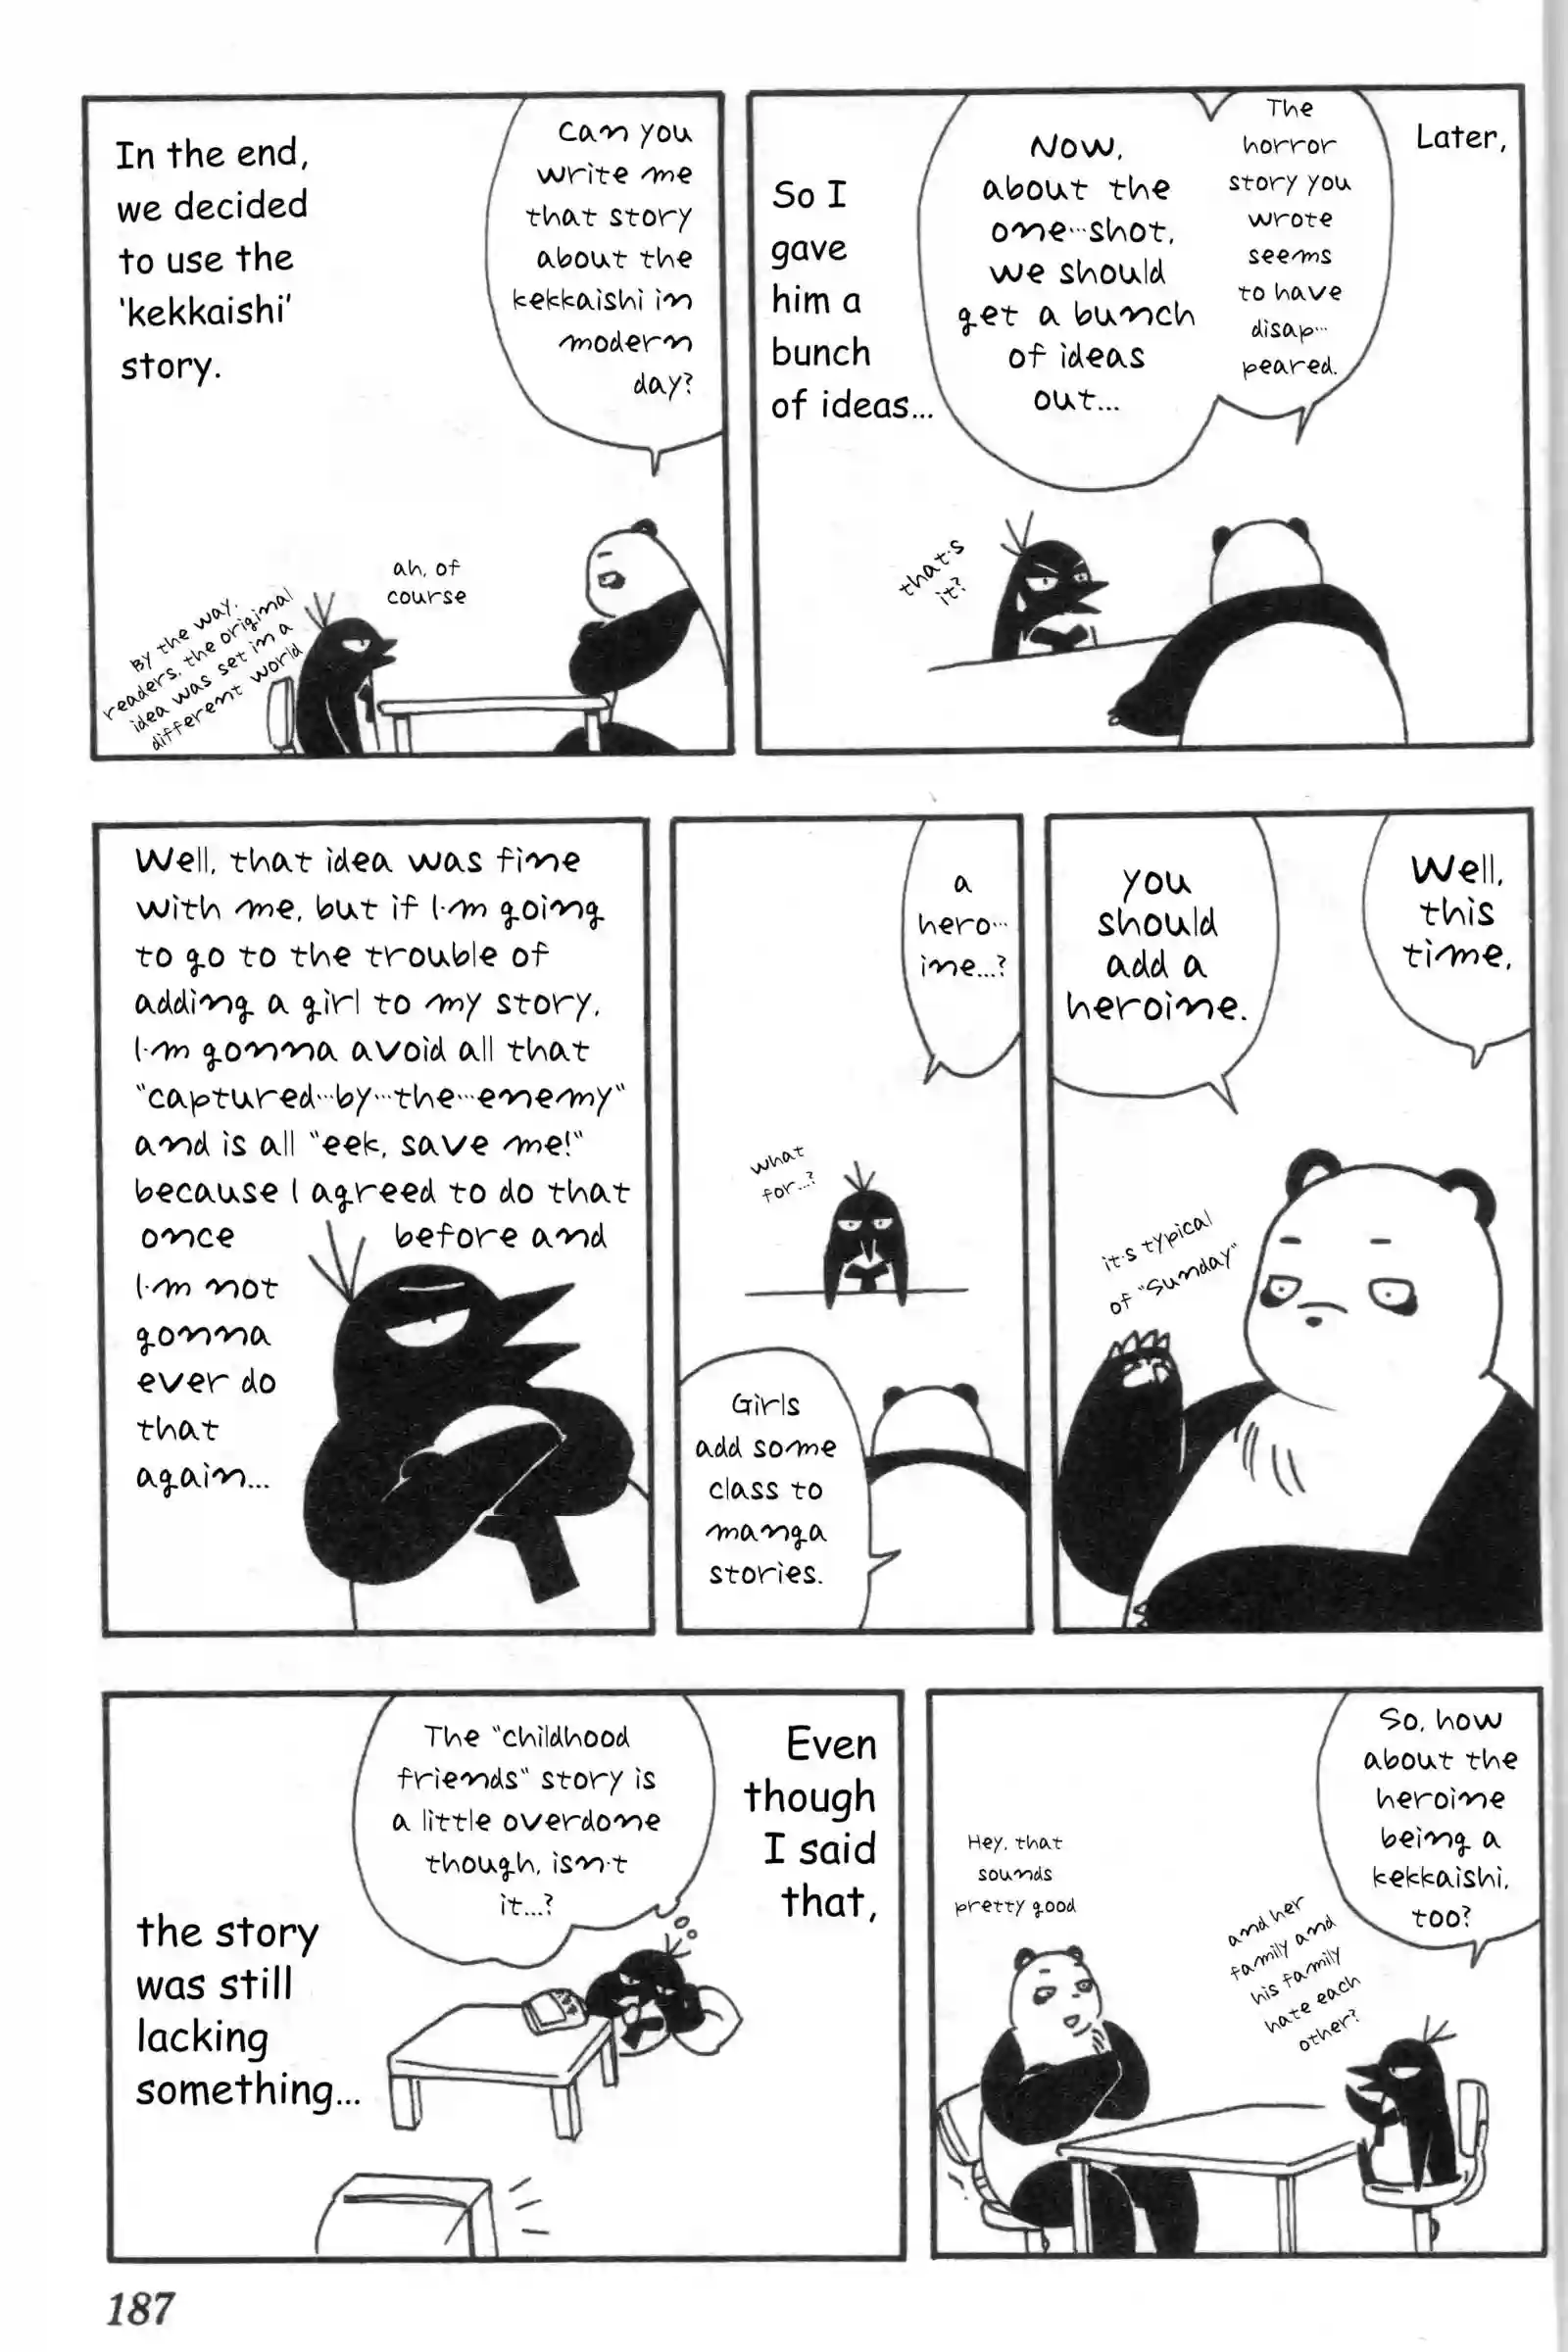 Later,
The
horror
story you
wrote
seems
to have
disap-
peared.
Now,
about the
one-shot,
we should
get a bunch
of ideas
out...
So I
gave
him a
bunch
of ideas...
that's
it?
Can you
write me
that story
about the
kekkaishi in
modern
day?
In the end,
we decided
to use the
'kekkaishi'
story.
ah, of
course
By the way,
readers, the original
idea was set in a
different world
Well,
this
time,
you
should
add a
heroine.
it's typical
of "Sunday"
a
hero-
ine...?
what
for...?
Girls
add some
class to
manga
stories.
Well, that idea was fine
with me, but if I'm going
to go to the trouble of
adding a girl to my story,
I'm gonna avoid all that
"captured-by-the-enemy"
and is all "eek, save me!"
because I agreed to do that
once before and
I'm not
gonna
ever do
that
again...
So, how
about the
heroine
being a
kekkaishi,
too?
and her
family and
his family
hate each
other?
Hey, that
sounds
pretty good
Even
though
I said
that,
The "childhood
friends" story is
a little overdone
though, isn't
it...?
the story
was still
lacking
something...
187